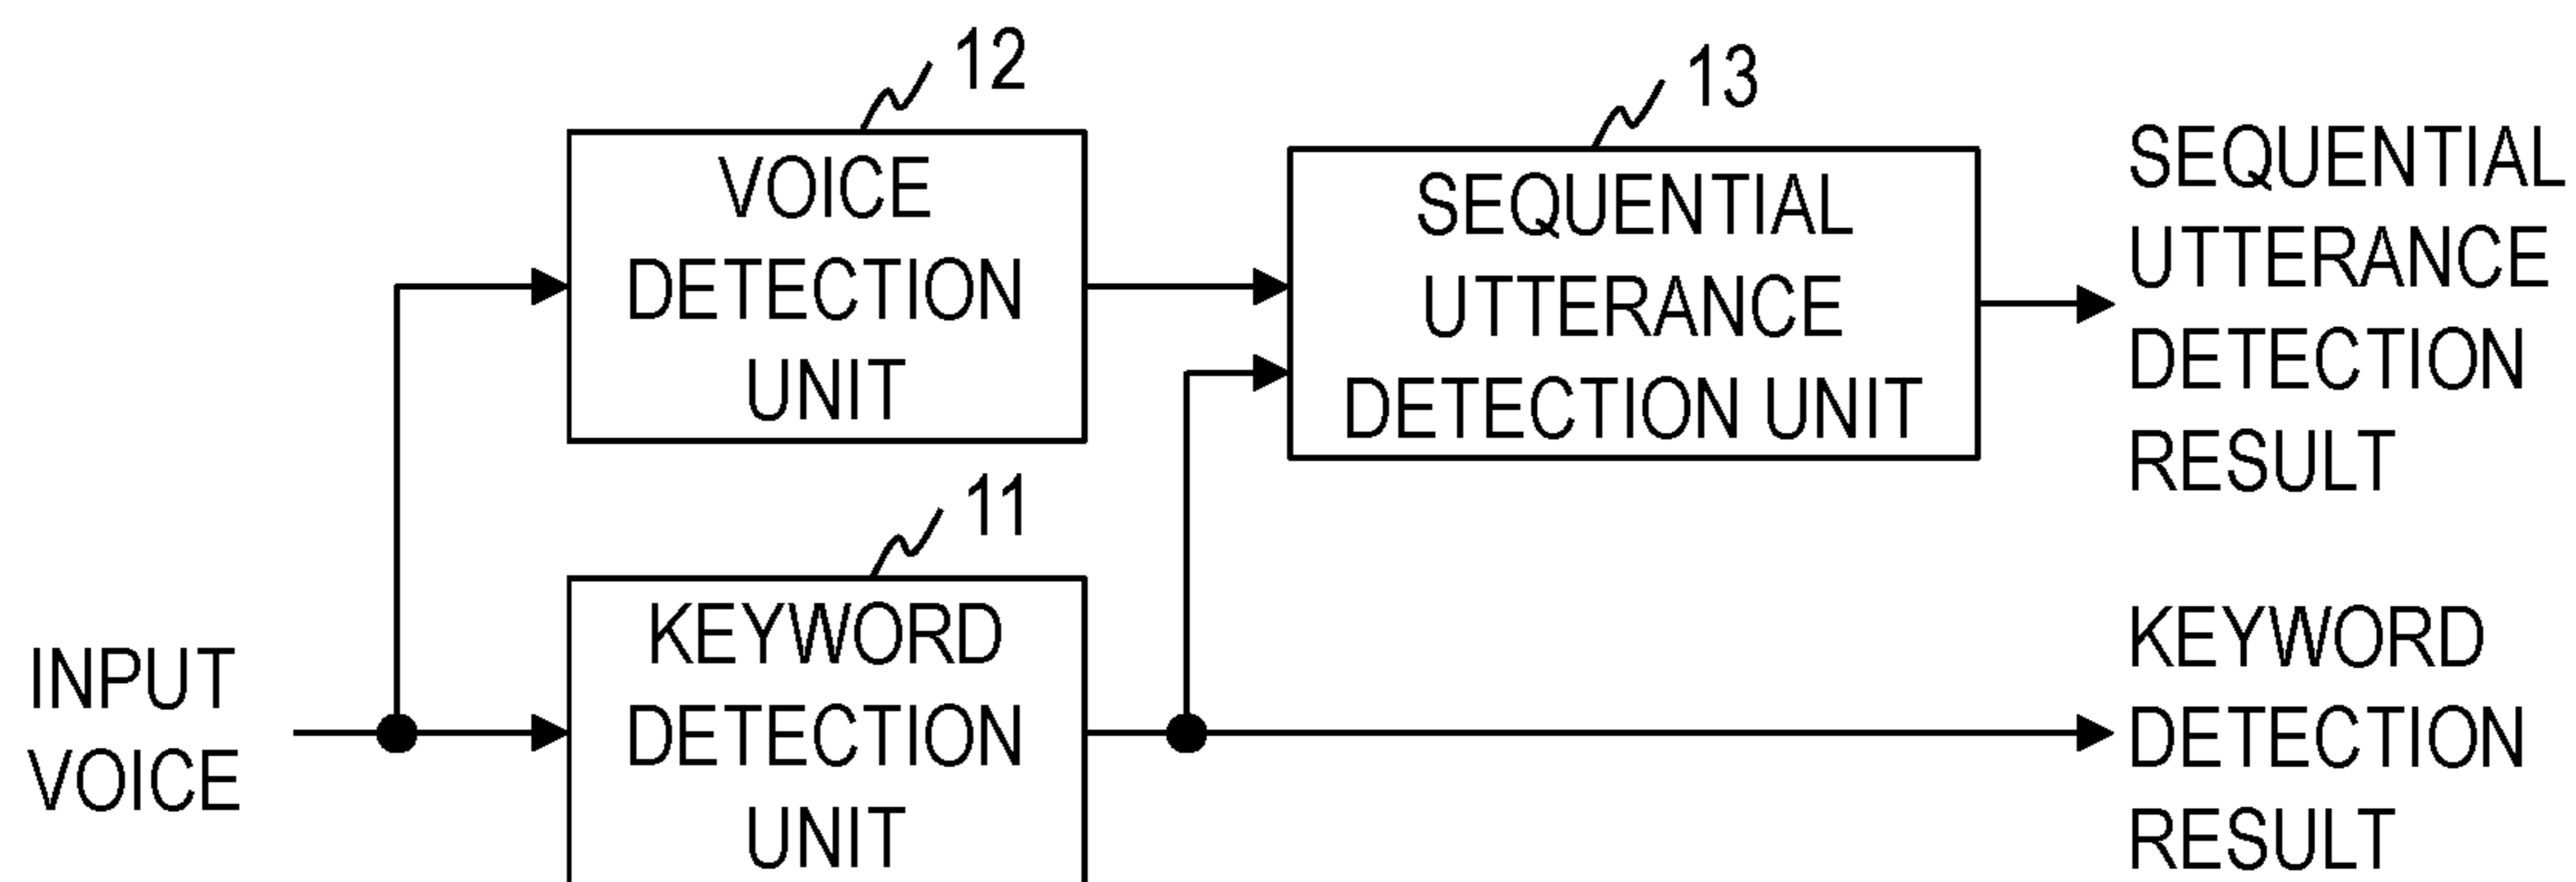 12
VOICE
DETECTION
UNIT
13
SEQUENTIAL
UTTERANCE
DETECTION UNIT
SEQUENTIAL
UTTERANCE
DETECTION
RESULT
INPUT
VOICE
11
KEYWORD
DETECTION
UNIT
KEYWORD
DETECTION
RESULT